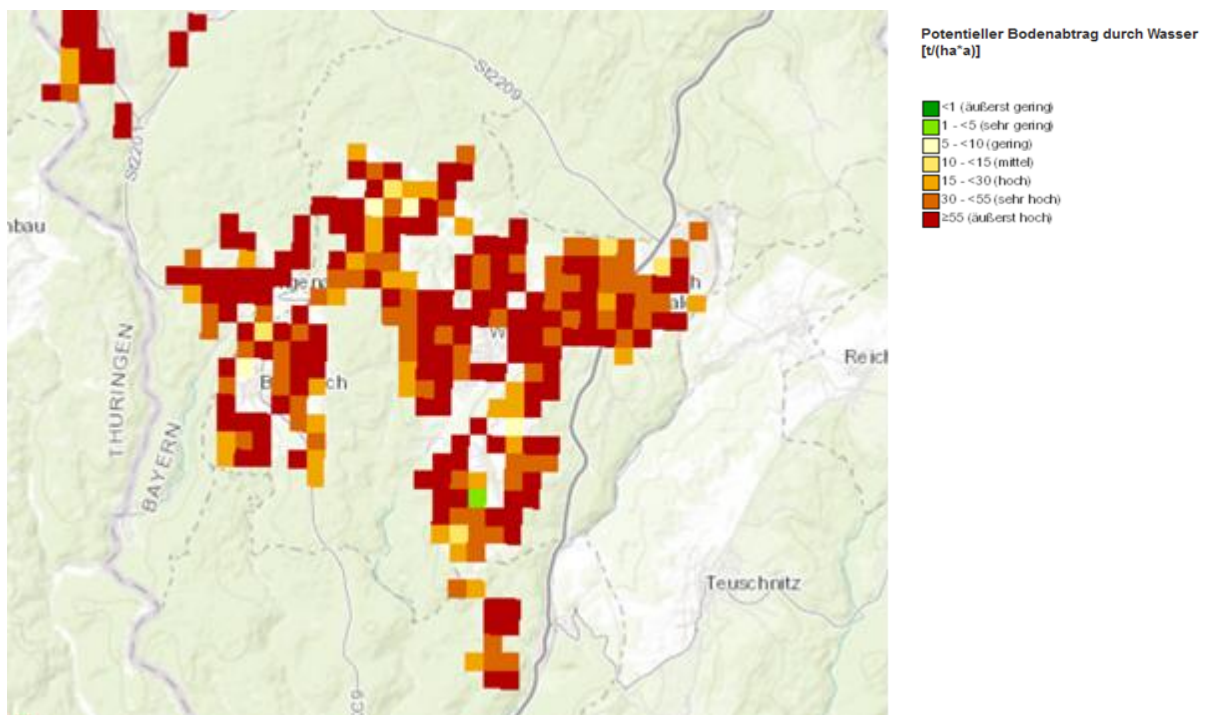 Potentieller Bodenabtrag durch Wasser
[t/(ha*a)]
<1 (äußerst gering)
1 - <5 (sehr gering)
5 - <10 (gering)
10 - <15 (mittel)
15 - <30 (hoch)
30 - <55 (sehr hoch)
≥55 (äußerst hoch)
St2209
St2201
nbau
THÜRINGEN
BAYERN
Reich
Teuschnitz